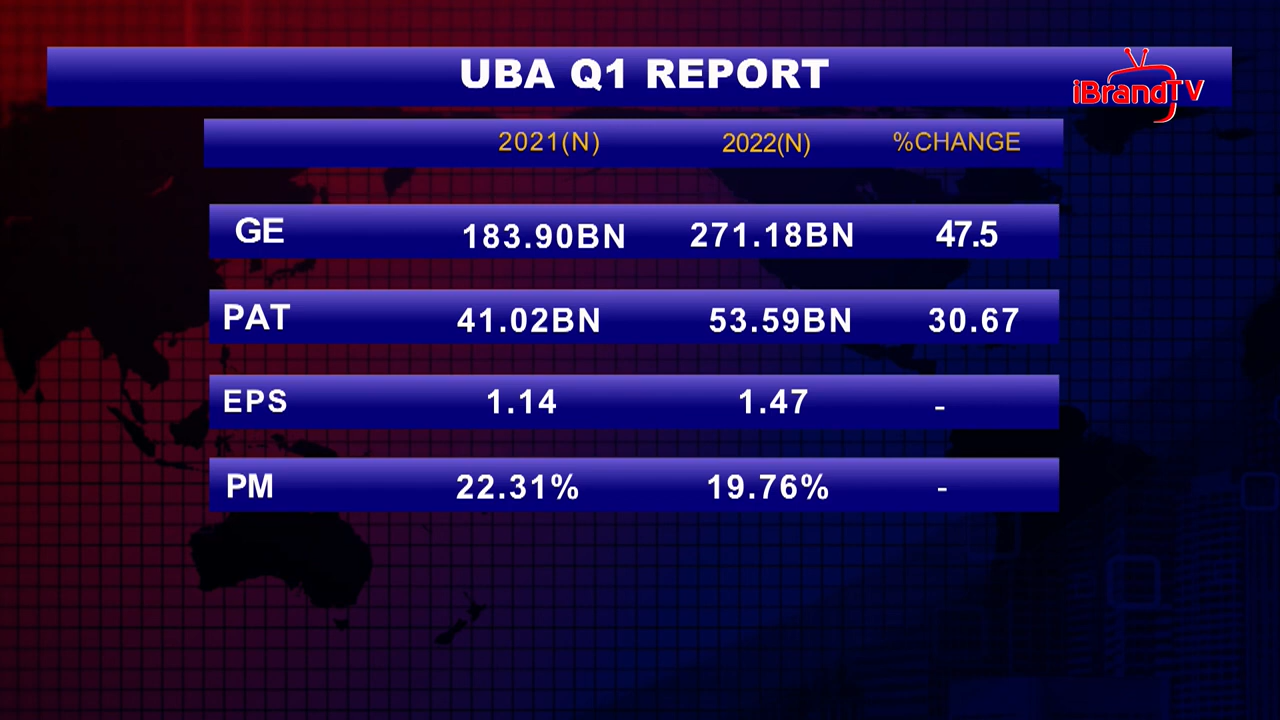 UBA Q1 REPORT
iBrandTV
2021(N) 2022(N) %CHANGE
GE 183.90BN 271.18BN 47.5
PAT 41.02BN 53.59BN 30.67
EPS 1.14 1.47 -
PM 22.31% 19.76% -